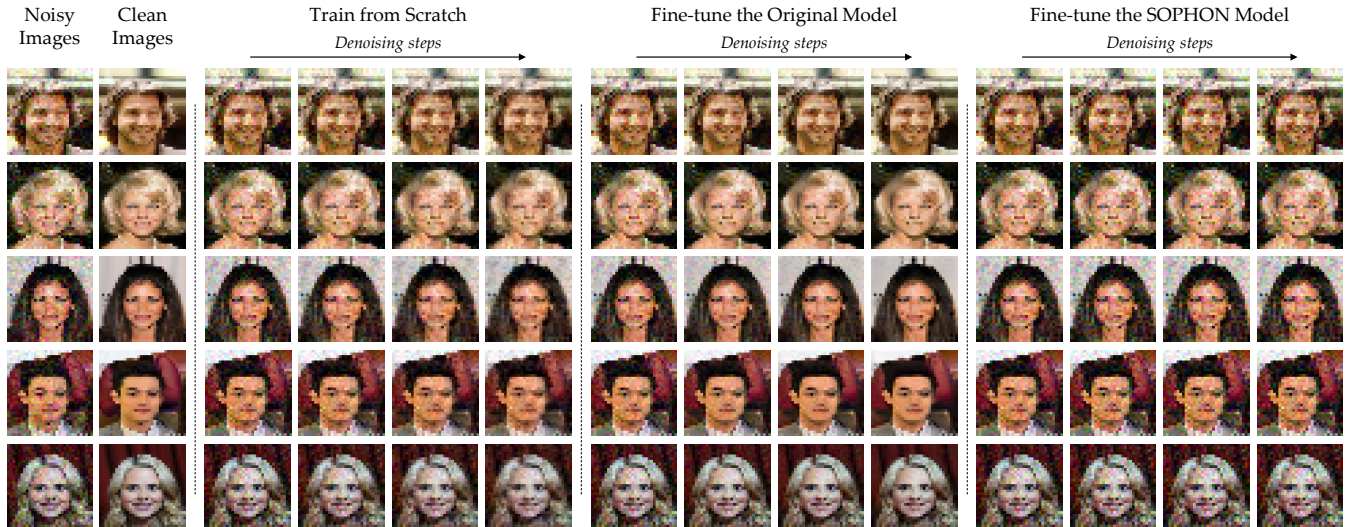 Noisy
Images
Clean
Images
Train from Scratch
Denoising steps
Fine-tune the Original Model
Denoising steps
Fine-tune the SOPHON Model
Denoising steps